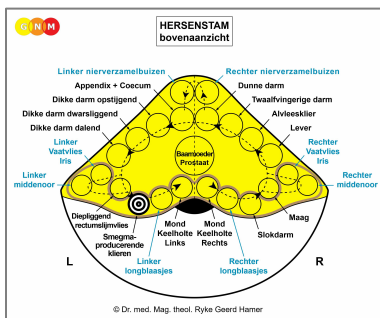 NNM
HERSENSTAM
bovenaanzicht
Linker nierverzamelbuizen
Rechter nierverzamelbuizen
Appendix + Coecum
Dunne darm
Dikke darm opstijgend
Twaalfvingerige darm
Dikke darm dwarsliggend
Alvleesklier
Dikke darm dalend
Lever
Linker
Vaatvlies
Iris
Rechter
Vaatvlies
Iris
Baarmoeder
Prostaat
Linker
middenoor
Rechter
middenoor
Diepliggend
rectumslijmvlies
Smegma-
producerende
klieren
Mond
Keelholte
Links
Mond
Keelholte
Rechts
Maag
Slokdarm
Linker
longblaasjes
Rechter
longblaasjes
L
R
© Dr. med. Mag. theol. Ryke Geerd Hamer